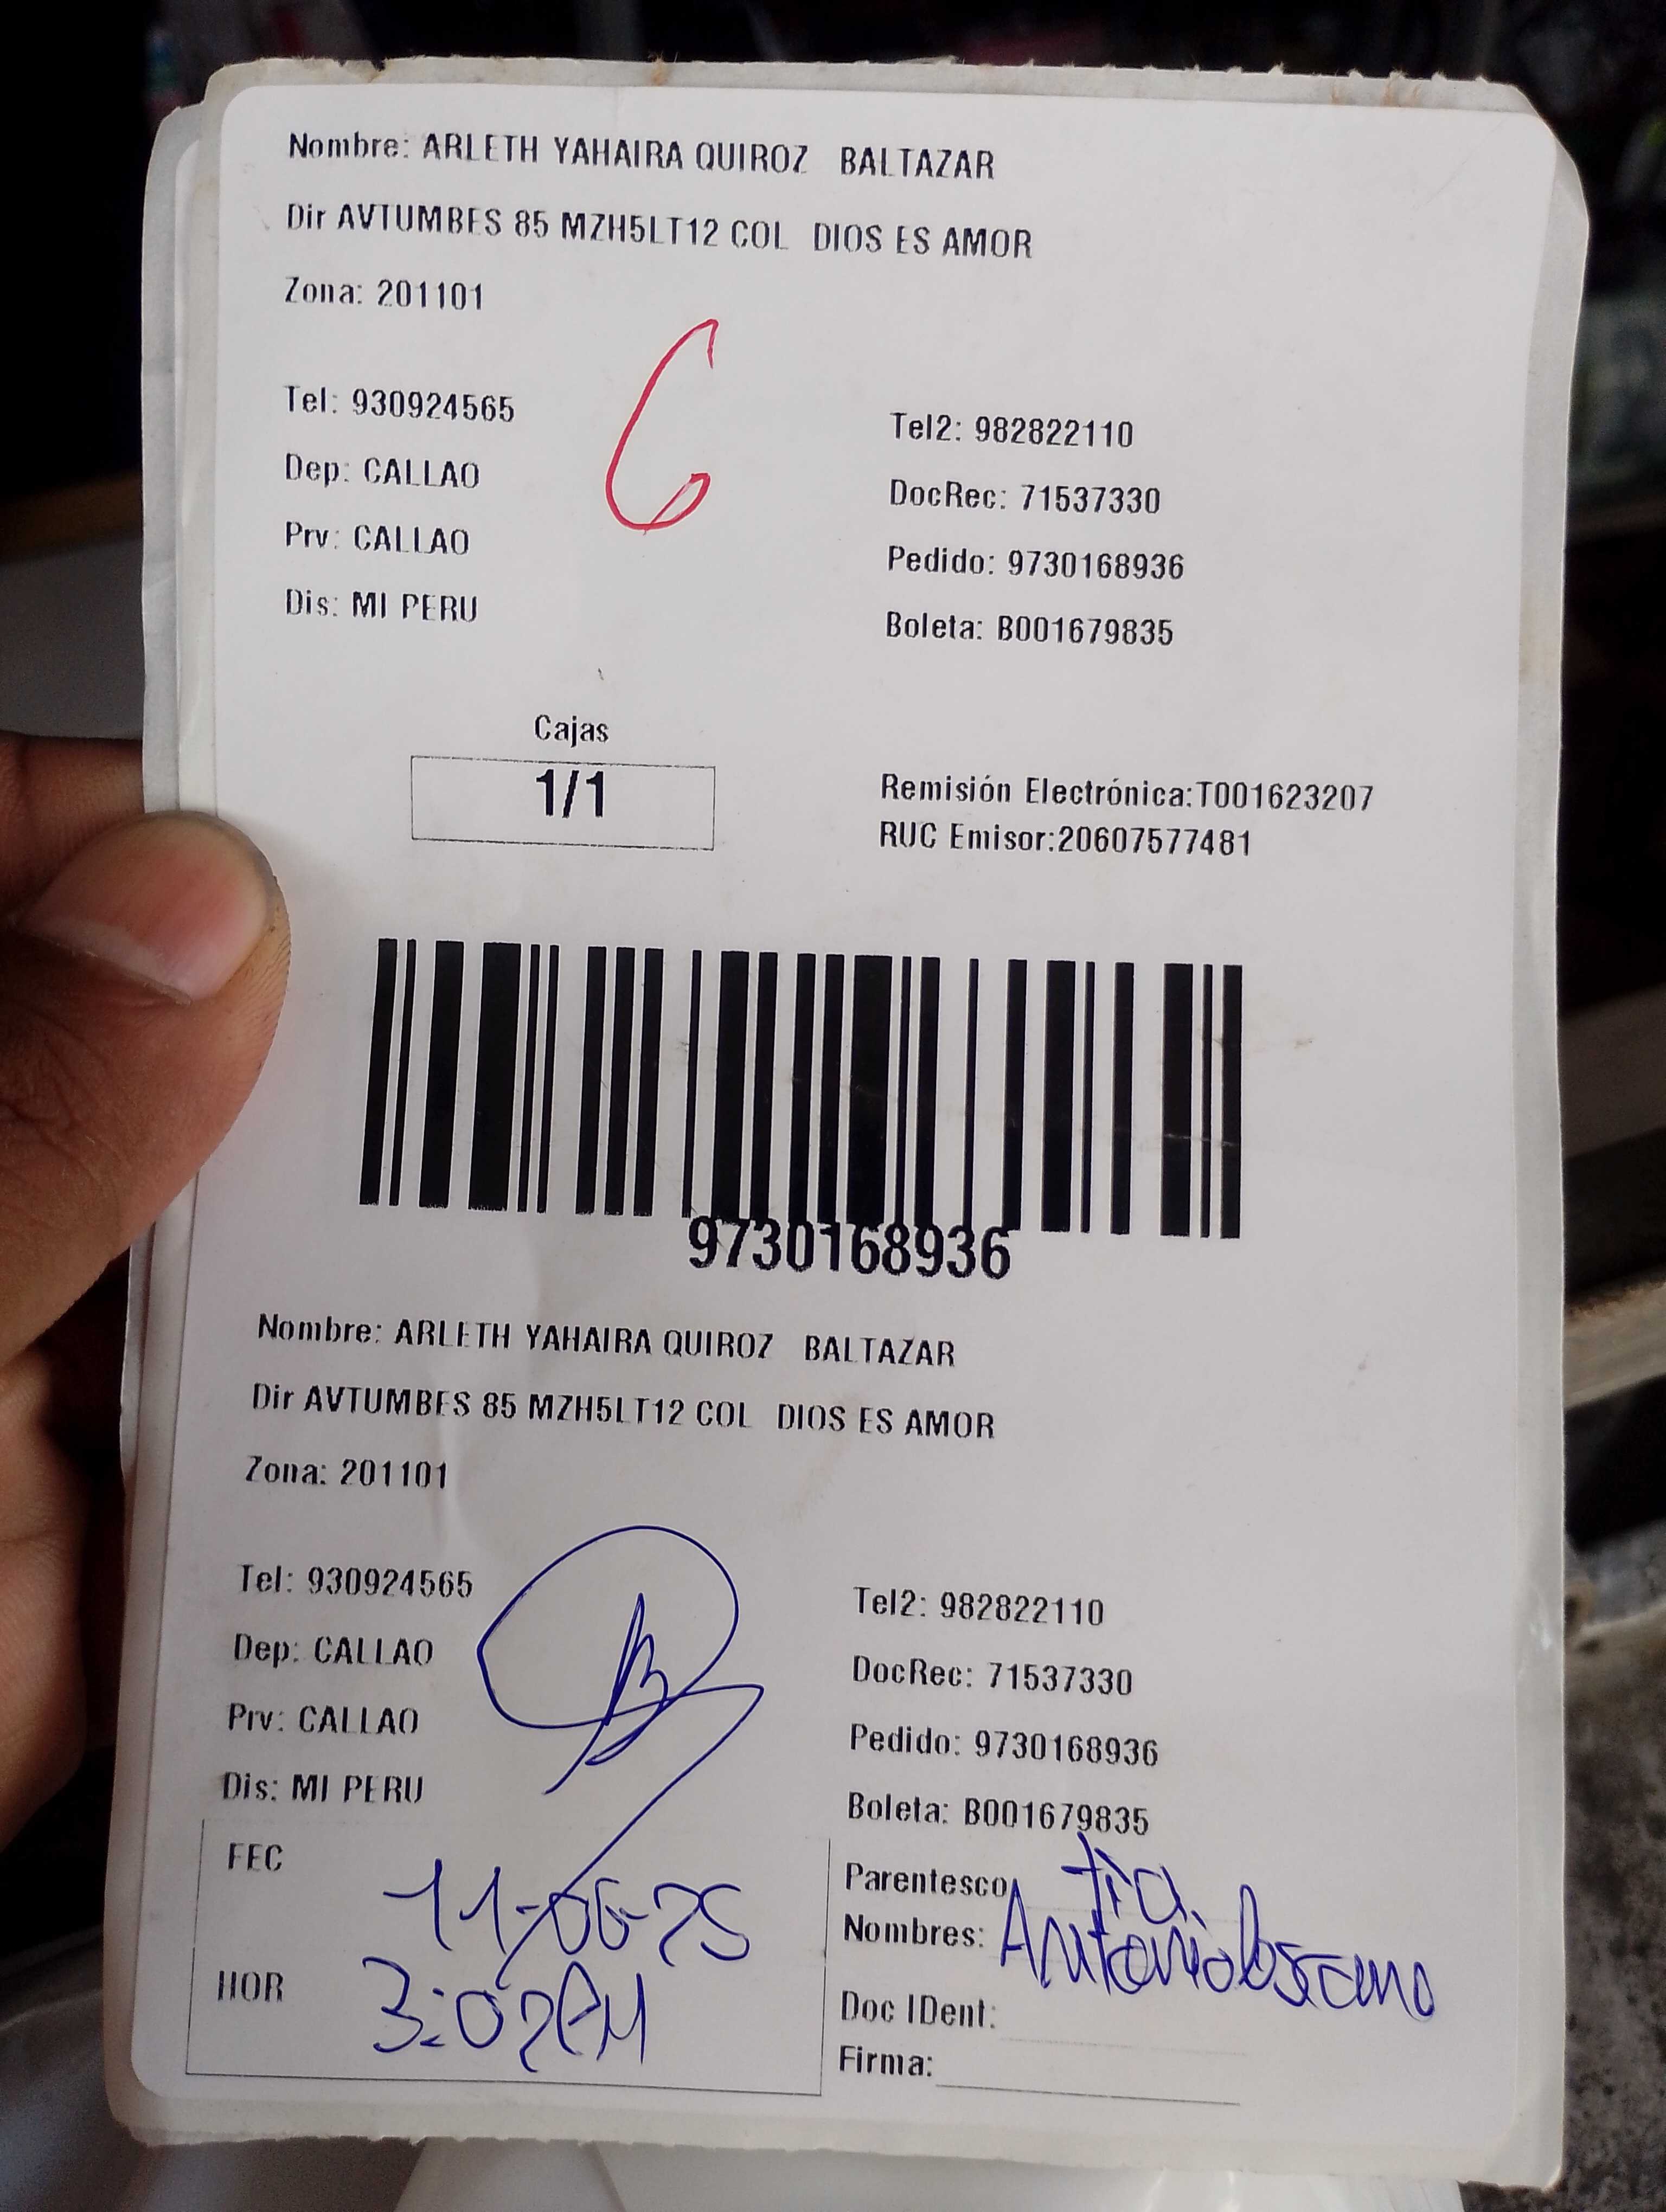 Nombre: ARLETH YAHAIRA QUIROZ BALTAZAR
Dir AVTUMBES 85 MZH5LT12 COL DIOS ES AMOR
Zona: 201101
6
Tel: 930924565 Tel2: 982822110
Dep: CALLAO DocRec: 71537330
Prv: CALLAO Pedido: 9730168936
Dis: MI PERU Boleta: B001679835
Cajas
1/1
Remisión Electrónica:T001623207
RUC Emisor:20607577481
9730168936
Nombre: ARLETH YAHAIRA QUIROZ BALTAZAR
Dir AVTUMBES 85 MZH5LT12 COL DIOS ES AMOR
Zona: 201101
Tel: 930924565 Tel2: 982822110
Dep: CALLAO DocRec: 71537330
Prv: CALLAO Pedido: 9730168936
Dis: MI PERU Boleta: B001679835
FEC 11-06-25
HOR 3:02PM
Parentesco tía
Nombres:
Doc IDent:
Firma: